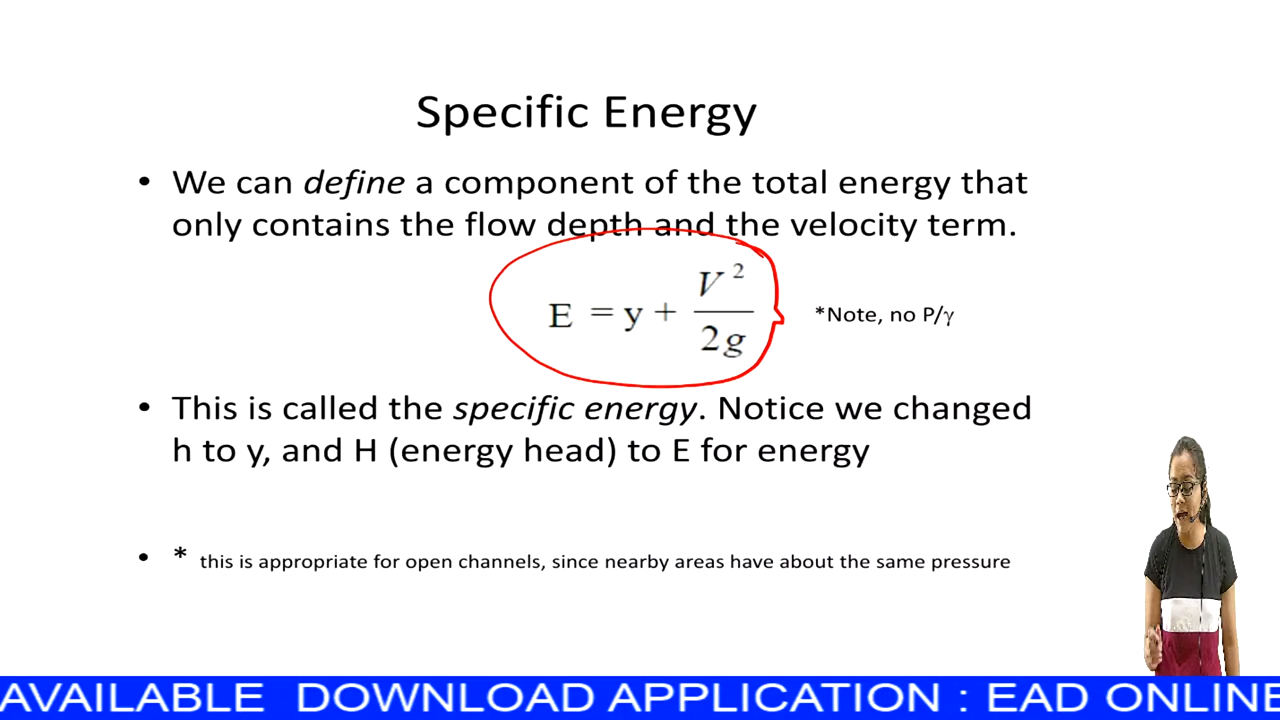 Specific Energy
• We can define a component of the total energy that
only contains the flow depth and the velocity term.
E = y + V²/2g
*Note, no P/γ
• This is called the specific energy. Notice we changed
h to y, and H (energy head) to E for energy
• * this is appropriate for open channels, since nearby areas have about the same pressure
AVAILABLE DOWNLOAD APPLICATION : EAD ONLINE